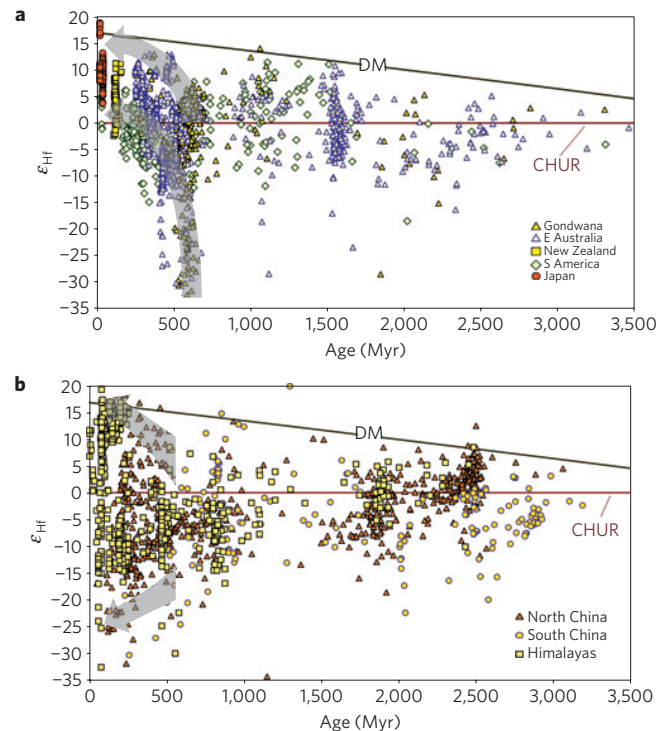 a
20
15
10
5
0
−5
−10
−15
−20
−25
−30
−35
εHf
DM
CHUR
Gondwana
E Australia
New Zealand
S America
Japan
0 500 1,000 1,500 2,000 2,500 3,000 3,500
Age (Myr)
b
20
15
10
5
0
−5
−10
−15
−20
−25
−30
−35
εHf
DM
CHUR
North China
South China
Himalayas
0 500 1,000 1,500 2,000 2,500 3,000 3,500
Age (Myr)